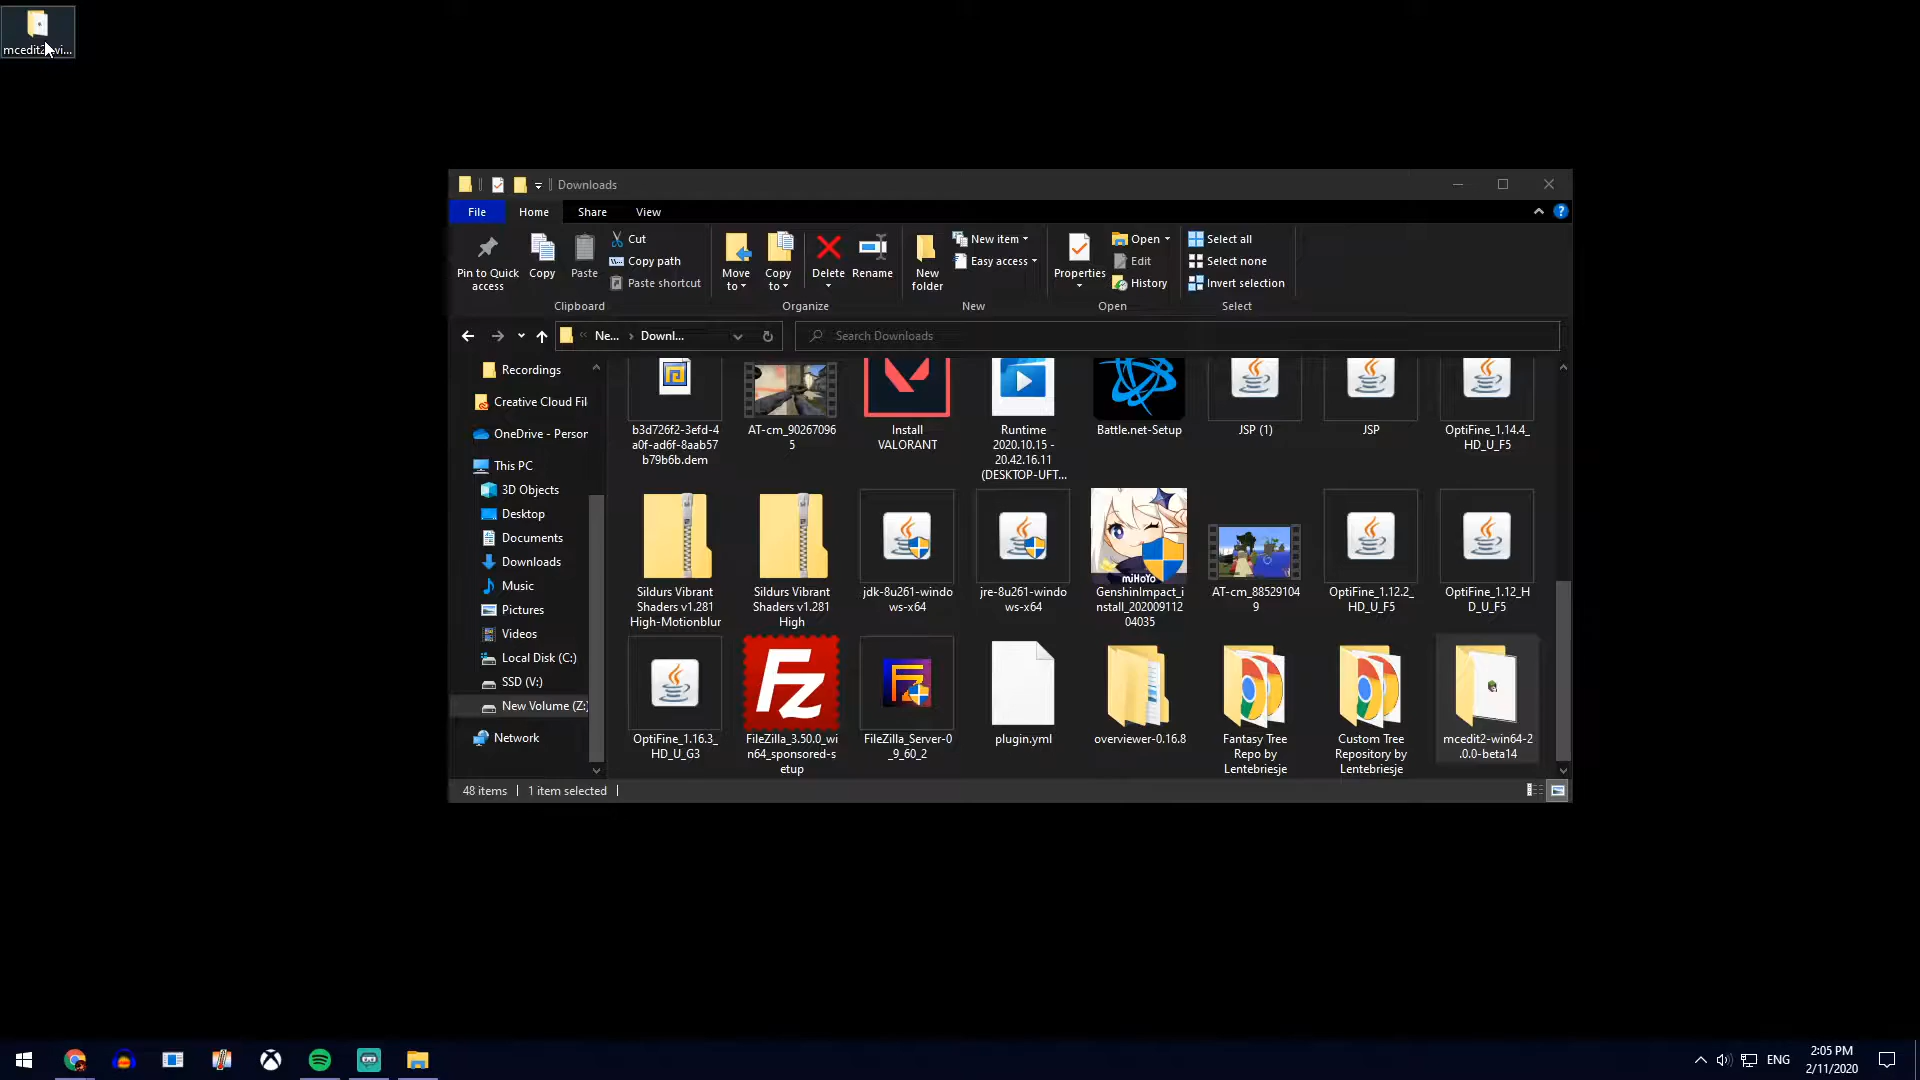 mcedit2-wi...
Downloads
File
Home
Share
View
Pin to Quick
access
Copy
Paste
Cut
Copy path
Paste shortcut
Clipboard
Move
to
Copy
to
Delete
Rename
Organize
New
folder
New item
Easy access
New
Properties
Open
Edit
History
Open
Select all
Select none
Invert selection
Select
Ne...
Downl...
Search Downloads
Recordings
Creative Cloud Fil
OneDrive - Person
This PC
3D Objects
Desktop
Documents
Downloads
Music
Pictures
Videos
Local Disk (C:)
SSD (V:)
New Volume (Z:)
Network
b3d726f2-3efd-4
a0f-ad6f-8aab57
b79b6b.dem
AT-cm_90267096
5
Install
VALORANT
Runtime
2020.10.15 -
20.42.16.11
(DESKTOP-UFT...
Battle.net-Setup
JSP (1)
JSP
OptiFine_1.14.4_
HD_U_F5
Sildurs Vibrant
Shaders v1.281
High-Motionblur
Sildurs Vibrant
Shaders v1.281
High
jdk-8u261-windo
ws-x64
jre-8u261-windo
ws-x64
miHoYo
GenshinImpact_i
nstall_202009112
04035
AT-cm_88529104
9
OptiFine_1.12.2_
HD_U_F5
OptiFine_1.12_H
D_U_F5
OptiFine_1.16.3_
HD_U_G3
Fz
FileZilla_3.50.0_wi
n64_sponsored-s
etup
FileZilla_Server-0
_9_60_2
plugin.yml
overviewer-0.16.8
Fantasy Tree
Repo by
Lentebriesje
Custom Tree
Repository by
Lentebriesje
mcedit2-win64-2
.0.0-beta14
48 items
1 item selected
ENG
2:05 PM
2/11/2020